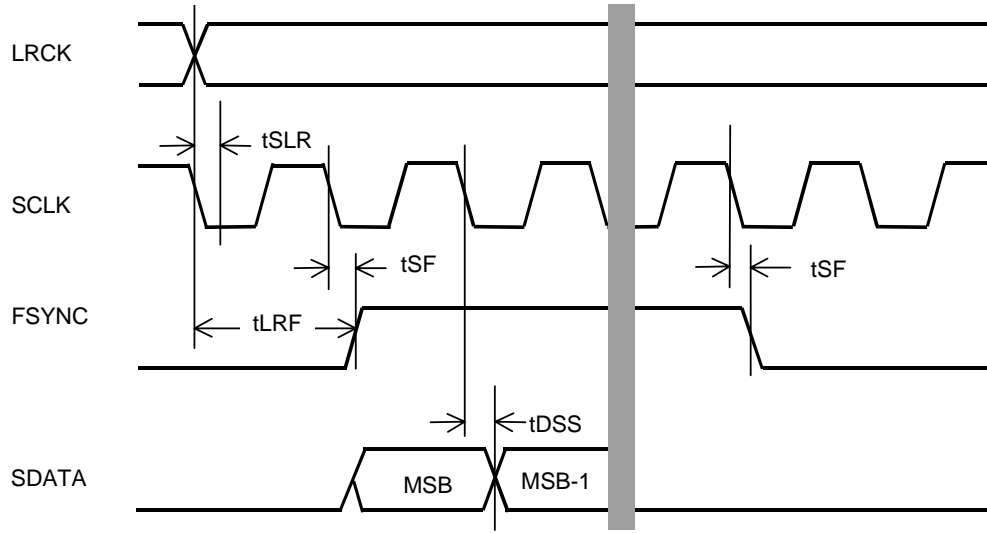 LRCK
tSLR
SCLK
tSF
tSF
FSYNC
tLRF
tDSS
SDATA
MSB
MSB-1